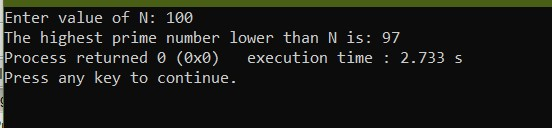 Enter value of N: 100
The highest prime number lower than N is: 97
Process returned 0 (0x0)   execution time : 2.733 s
Press any key to continue.